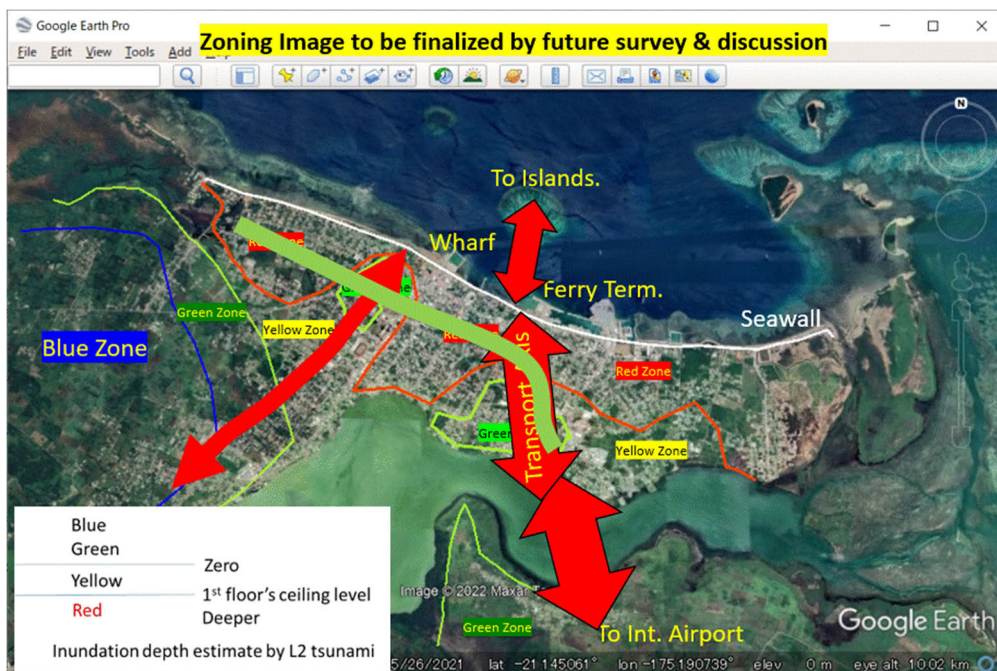 Google Earth Pro
Zoning Image to be finalized by future survey & discussion
File Edit View Tools Add
N
To Islands.
Wharf
Ferry Term.
Seawall
Red Zone
Green Zone
Yellow Zone
Blue Zone
Red Zone
Transport
Yellow Zone
Blue
Green
Zero
Yellow
1st floor's ceiling level
Red
Deeper
Inundation depth estimate by L2 tsunami
Image © 2022 Maxar
Green Zone
To Int. Airport
Google Earth
5/26/2021 lat -21.145061° lon -175.190739° elev 0 m eye alt 10.02 km